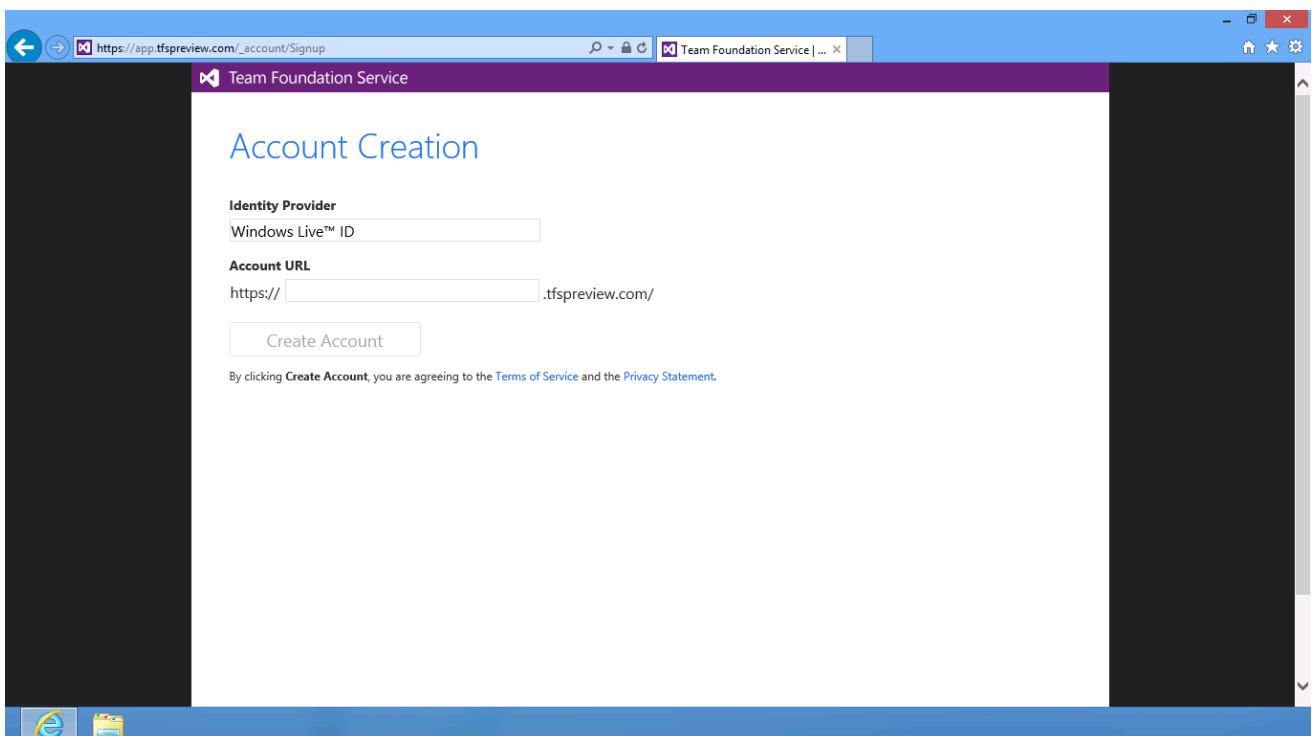 https://app.tfspreview.com/_account/Signup
Team Foundation Service | ...
Team Foundation Service
Account Creation
Identity Provider
Windows Live™ ID
Account URL
https:// .tfspreview.com/
Create Account
By clicking Create Account, you are agreeing to the Terms of Service and the Privacy Statement.